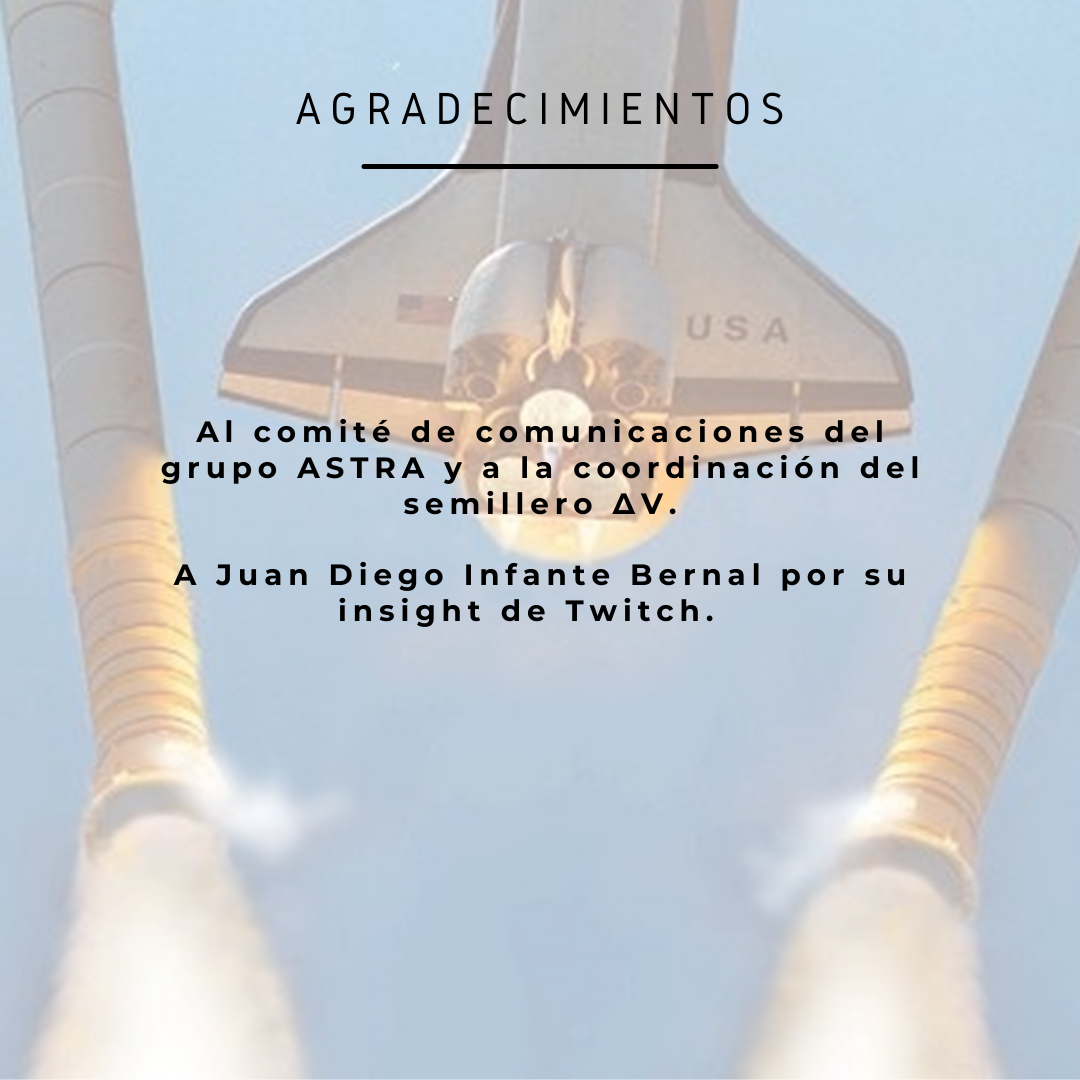 AGRADECIMIENTOS
USA
Al comité de comunicaciones del
grupo ASTRA y a la coordinación del
semillero ΔV.
A Juan Diego Infante Bernal por su
insight de Twitch.